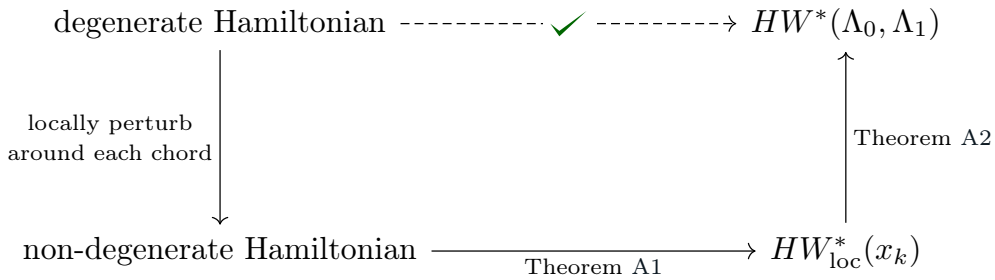 degenerate Hamiltonian ✓ HW*(Λ₀, Λ₁)
locally perturb
around each chord
Theorem A2
non-degenerate Hamiltonian HW*loc(xₖ)
Theorem A1